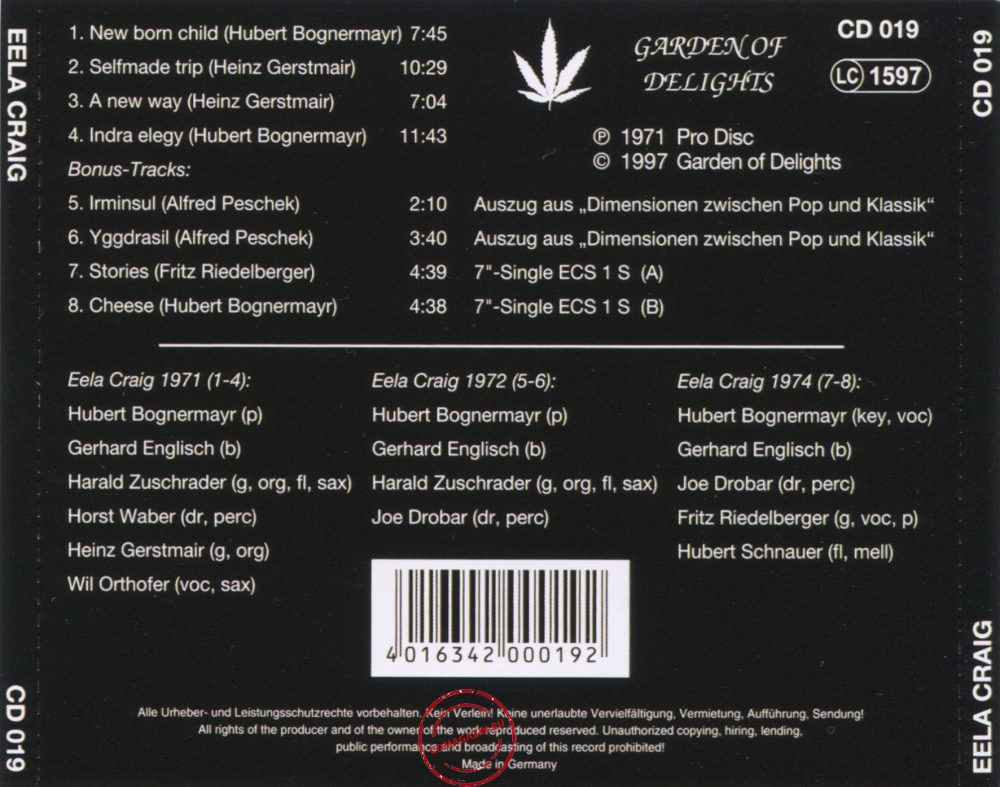 EELA CRAIG
CD 019
1. New born child (Hubert Bognermayr) 7:45
2. Selfmade trip (Heinz Gerstmair) 10:29
3. A new way (Heinz Gerstmair) 7:04
4. Indra elegy (Hubert Bognermayr) 11:43
Bonus-Tracks:
5. Irminsul (Alfred Peschek) 2:10 Auszug aus „Dimensionen zwischen Pop und Klassik“
6. Yggdrasil (Alfred Peschek) 3:40 Auszug aus „Dimensionen zwischen Pop und Klassik“
7. Stories (Fritz Riedelberger) 4:39 7"-Single ECS 1 S (A)
8. Cheese (Hubert Bognermayr) 4:38 7"-Single ECS 1 S (B)
GARDEN OF
DELIGHTS
CD 019
LC 1597
℗ 1971 Pro Disc
© 1997 Garden of Delights
Eela Craig 1971 (1-4):
Hubert Bognermayr (p)
Gerhard Englisch (b)
Harald Zuschrader (g, org, fl, sax)
Horst Waber (dr, perc)
Heinz Gerstmair (g, org)
Wil Orthofer (voc, sax)
Eela Craig 1972 (5-6):
Hubert Bognermayr (p)
Gerhard Englisch (b)
Harald Zuschrader (g, org, fl, sax)
Joe Drobar (dr, perc)
Eela Craig 1974 (7-8):
Hubert Bognermayr (key, voc)
Gerhard Englisch (b)
Joe Drobar (dr, perc)
Fritz Riedelberger (g, voc, p)
Hubert Schnauer (fl, mell)
4 016342 000192
Alle Urheber- und Leistungsschutzrechte vorbehalten. Kein Verleih! Keine unerlaubte Vervielfältigung, Vermietung, Aufführung, Sendung!
All rights of the producer and of the owner of the work reproduced reserved. Unauthorized copying, hiring, lending,
public performance and broadcasting of this record prohibited!
Made in Germany
CD 019
EELA CRAIG